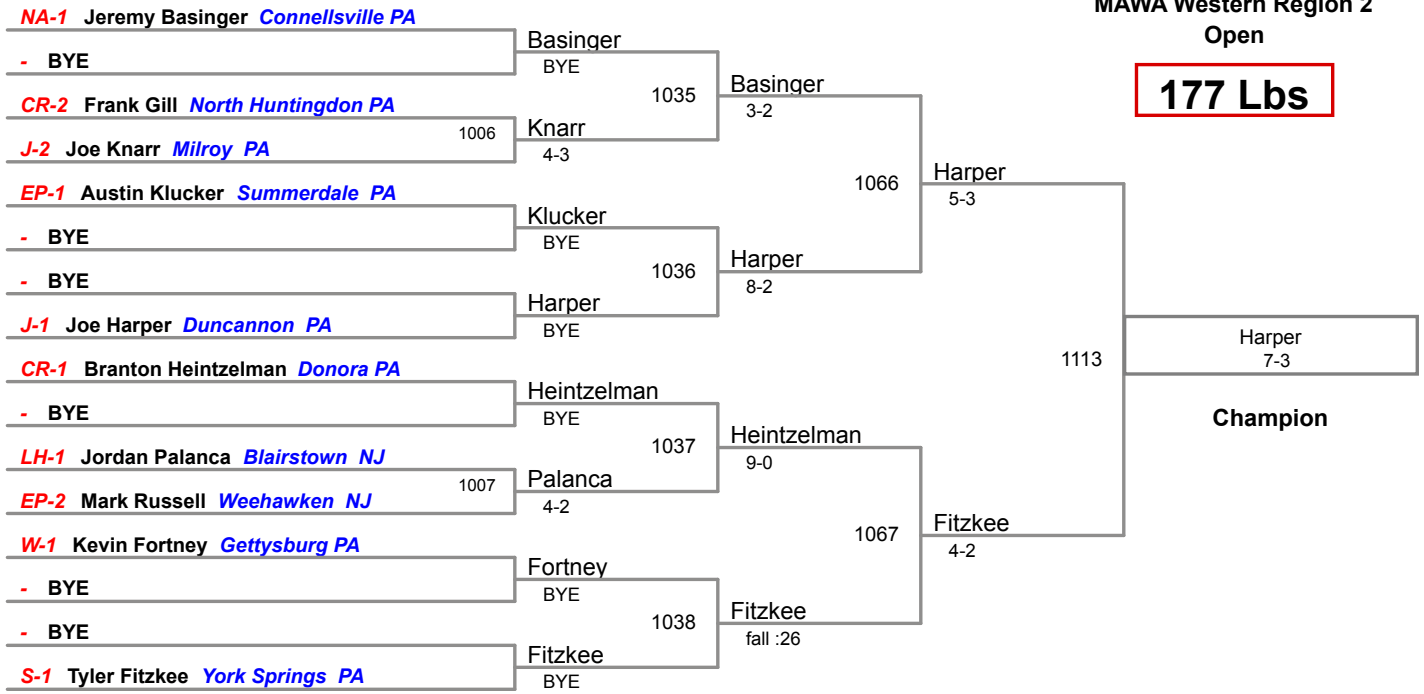 MAWA Western Region 2
Open
177 Lbs
NA-1 Jeremy Basinger Connellsville PA
- BYE
CR-2 Frank Gill North Huntingdon PA
J-2 Joe Knarr Milroy PA
EP-1 Austin Klucker Summerdale PA
- BYE
- BYE
J-1 Joe Harper Duncannon PA
CR-1 Branton Heintzelman Donora PA
- BYE
LH-1 Jordan Palanca Blairstown NJ
EP-2 Mark Russell Weehawken NJ
W-1 Kevin Fortney Gettysburg PA
- BYE
- BYE
S-1 Tyler Fitzkee York Springs PA
1006
1007
Basinger
BYE
Knarr
4-3
Klucker
BYE
Harper
BYE
Heintzelman
BYE
Palanca
4-2
Fortney
BYE
Fitzkee
BYE
1035
1036
1037
1038
Basinger
3-2
Harper
8-2
Heintzelman
9-0
Fitzkee
fall :26
1066
1067
Harper
5-3
Fitzkee
4-2
1113
Harper
7-3
Champion